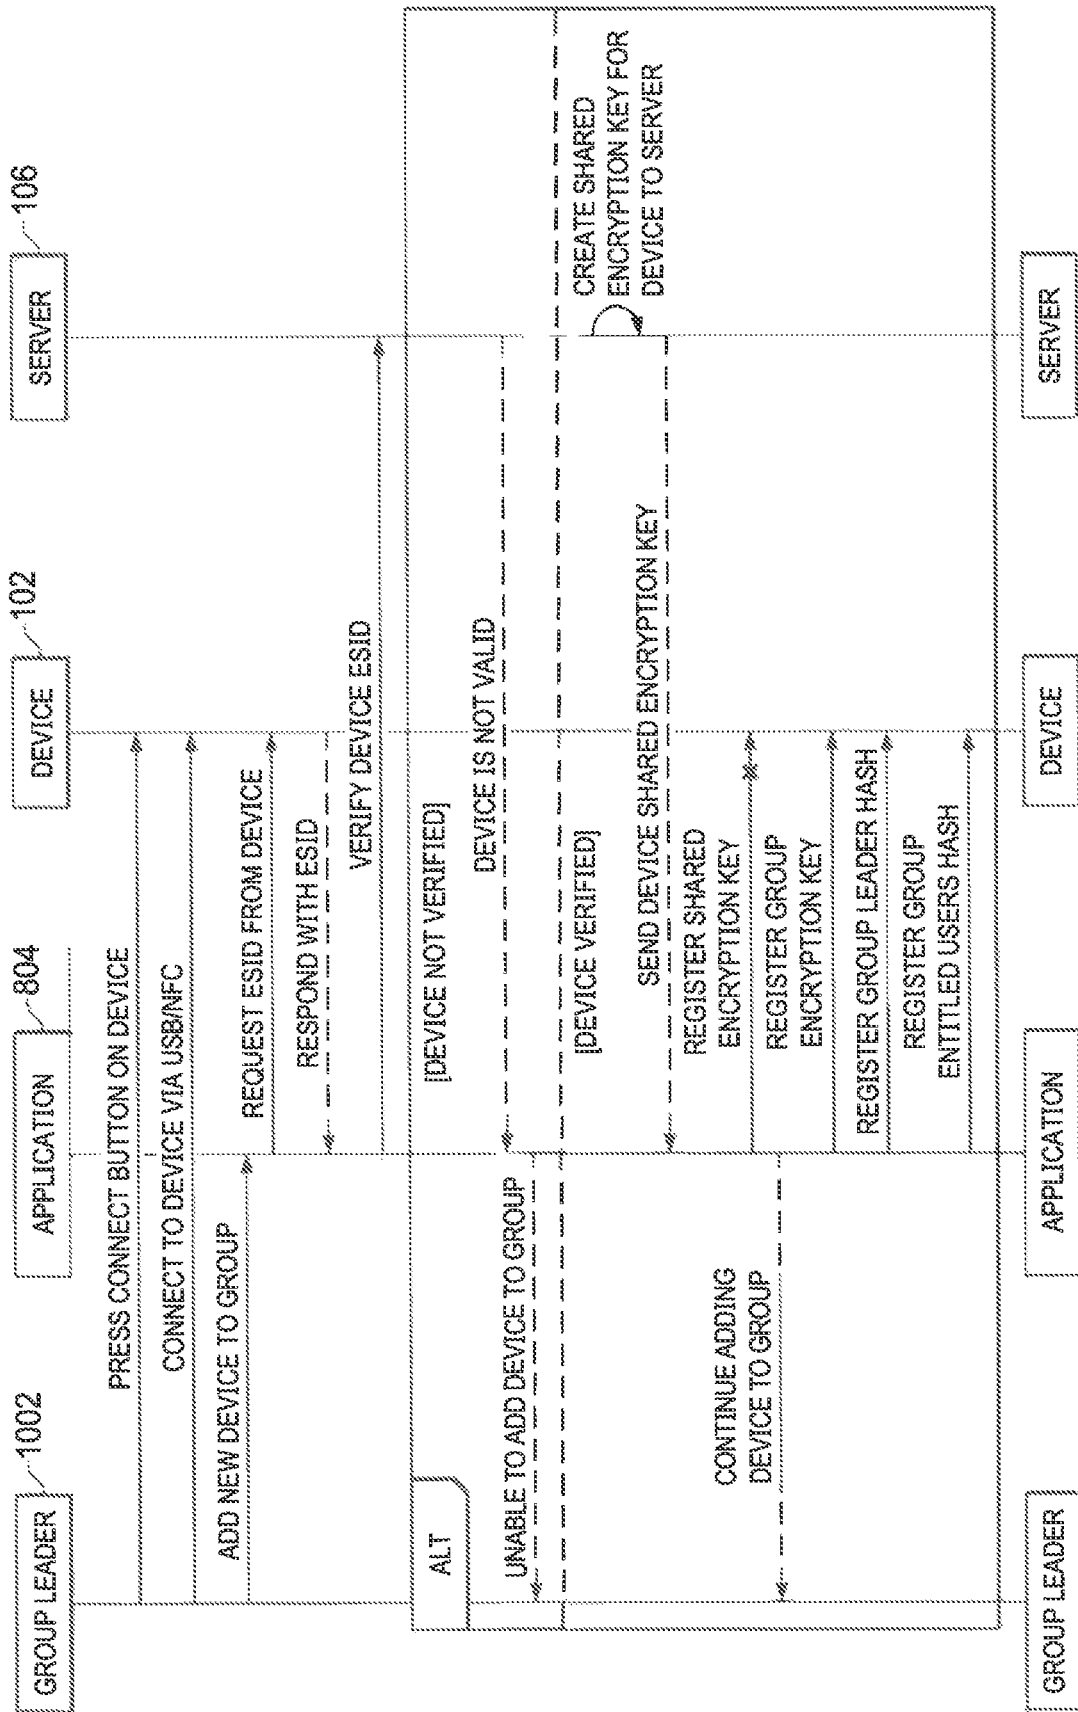 GROUP LEADER
1002
APPLICATION
804
DEVICE
102
SERVER
106
PRESS CONNECT BUTTON ON DEVICE
CONNECT TO DEVICE VIA USB/NFC
ADD NEW DEVICE TO GROUP
REQUEST ESID FROM DEVICE
RESPOND WITH ESID
VERIFY DEVICE ESID
ALT
[DEVICE NOT VERIFIED]
DEVICE IS NOT VALID
UNABLE TO ADD DEVICE TO GROUP
[DEVICE VERIFIED]
CREATE SHARED
ENCRYPTION KEY FOR
DEVICE TO SERVER
SEND DEVICE SHARED ENCRYPTION KEY
REGISTER SHARED
ENCRYPTION KEY
CONTINUE ADDING
DEVICE TO GROUP
REGISTER GROUP
ENCRYPTION KEY
REGISTER GROUP LEADER HASH
REGISTER GROUP
ENTITLED USERS HASH
GROUP LEADER
APPLICATION
DEVICE
SERVER